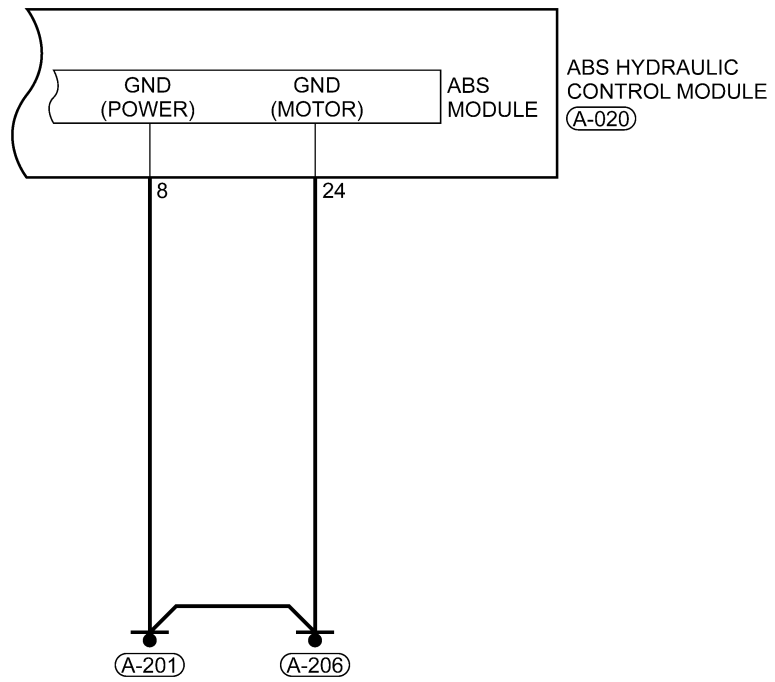 GND
(POWER)
GND
(MOTOR)
ABS
MODULE
ABS HYDRAULIC
CONTROL MODULE
A-020
8
24
A-201
A-206